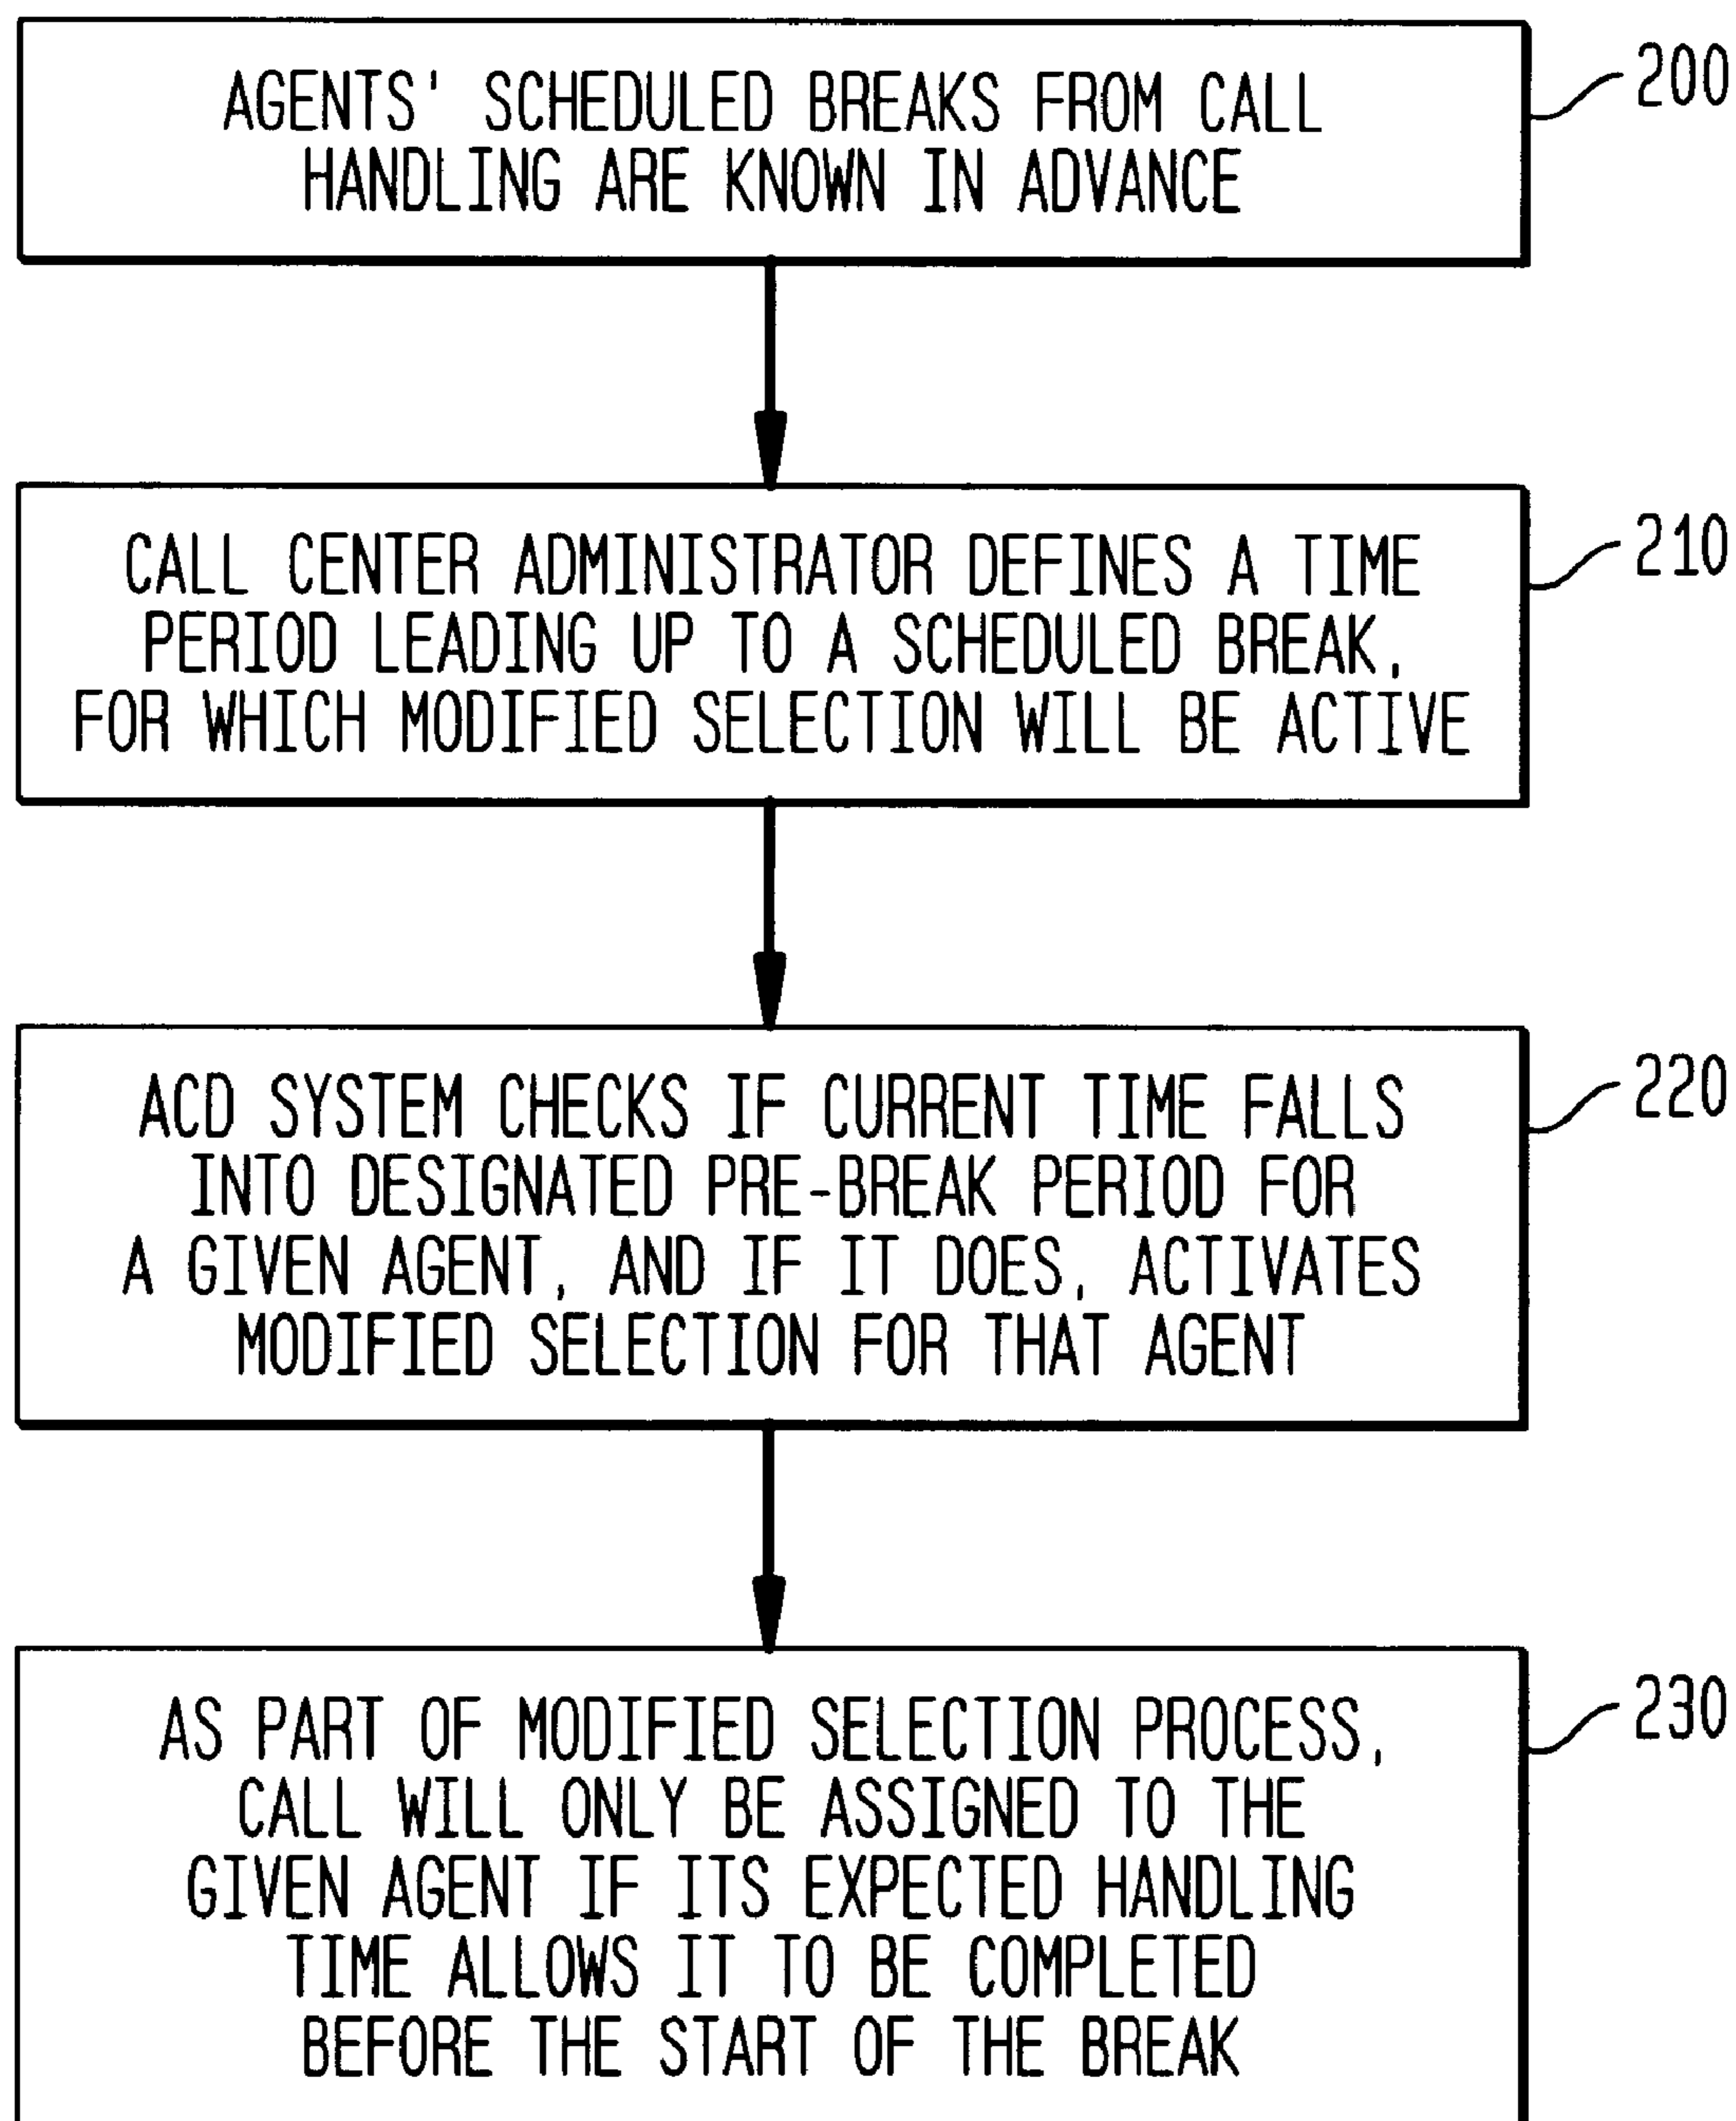 AGENTS' SCHEDULED BREAKS FROM CALL
HANDLING ARE KNOWN IN ADVANCE
200
CALL CENTER ADMINISTRATOR DEFINES A TIME
PERIOD LEADING UP TO A SCHEDULED BREAK,
FOR WHICH MODIFIED SELECTION WILL BE ACTIVE
210
ACD SYSTEM CHECKS IF CURRENT TIME FALLS
INTO DESIGNATED PRE-BREAK PERIOD FOR
A GIVEN AGENT, AND IF IT DOES, ACTIVATES
MODIFIED SELECTION FOR THAT AGENT
220
AS PART OF MODIFIED SELECTION PROCESS,
CALL WILL ONLY BE ASSIGNED TO THE
GIVEN AGENT IF ITS EXPECTED HANDLING
TIME ALLOWS IT TO BE COMPLETED
BEFORE THE START OF THE BREAK
230